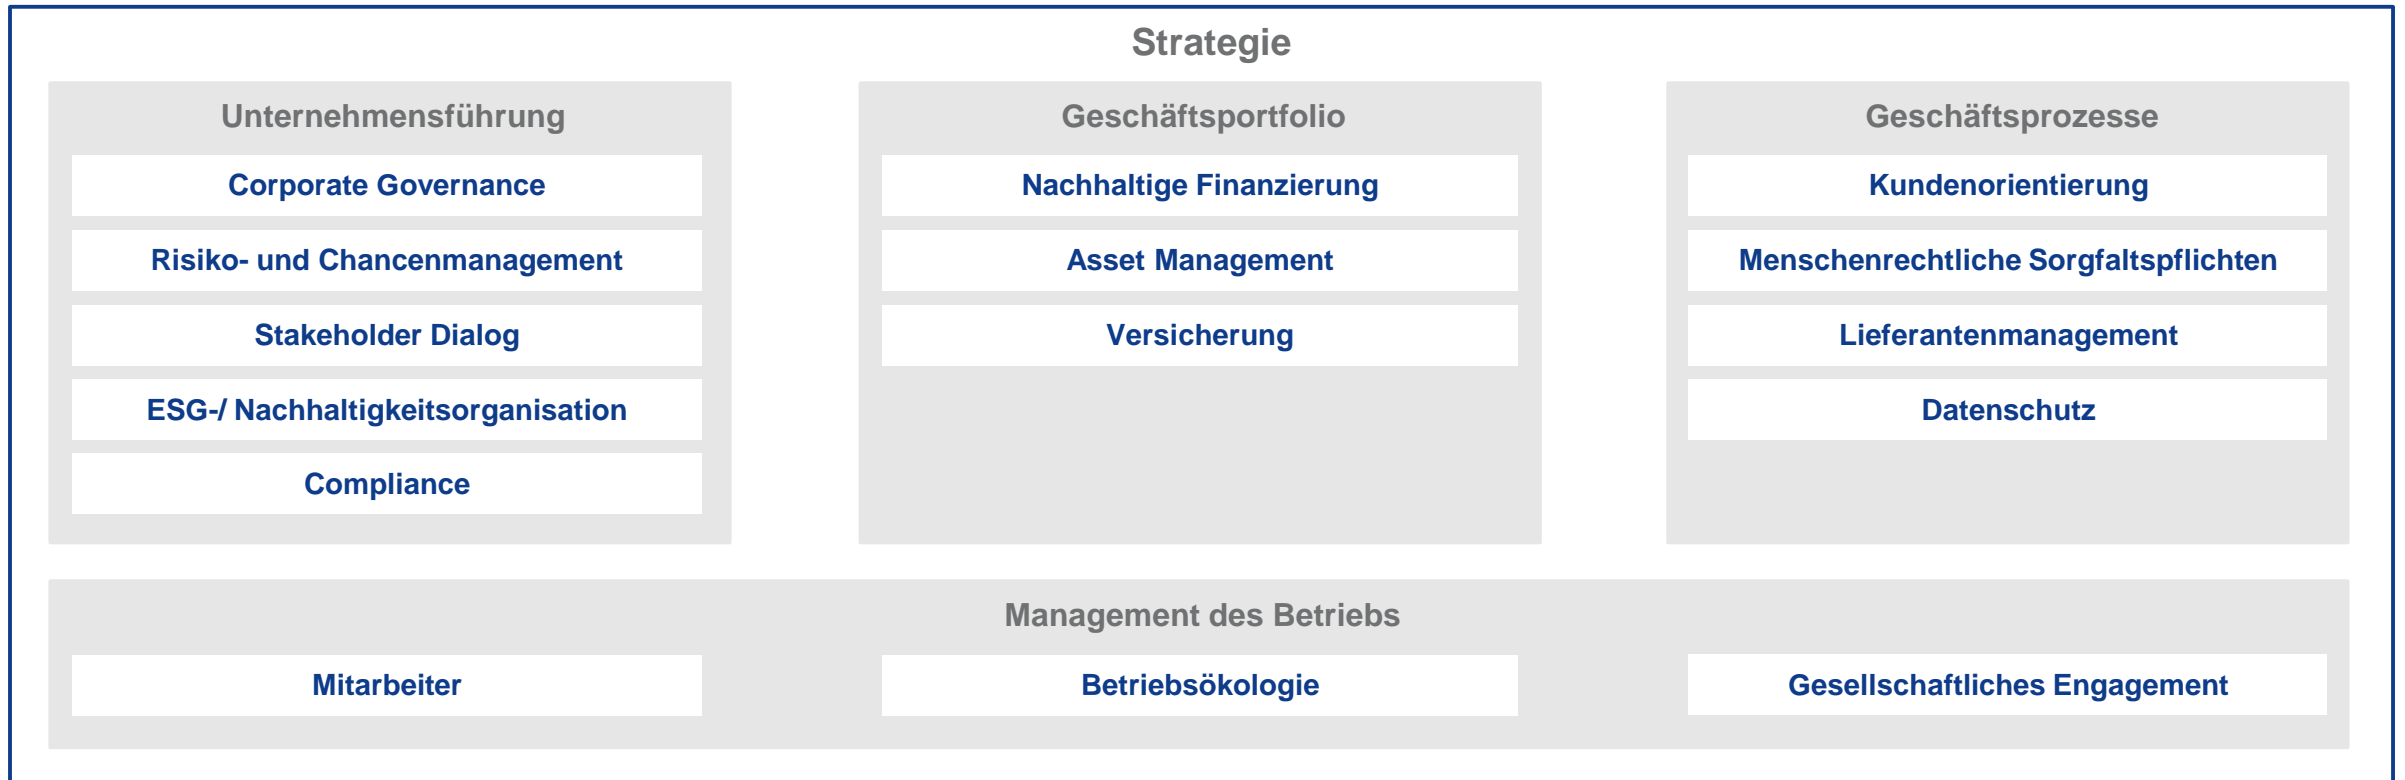 Strategie
Unternehmensführung
Corporate Governance
Risiko- und Chancenmanagement
Stakeholder Dialog
ESG-/ Nachhaltigkeitsorganisation
Compliance
Geschäftsportfolio
Nachhaltige Finanzierung
Asset Management
Versicherung
Geschäftsprozesse
Kundenorientierung
Menschenrechtliche Sorgfaltspflichten
Lieferantenmanagement
Datenschutz
Management des Betriebs
Mitarbeiter
Betriebsökologie
Gesellschaftliches Engagement